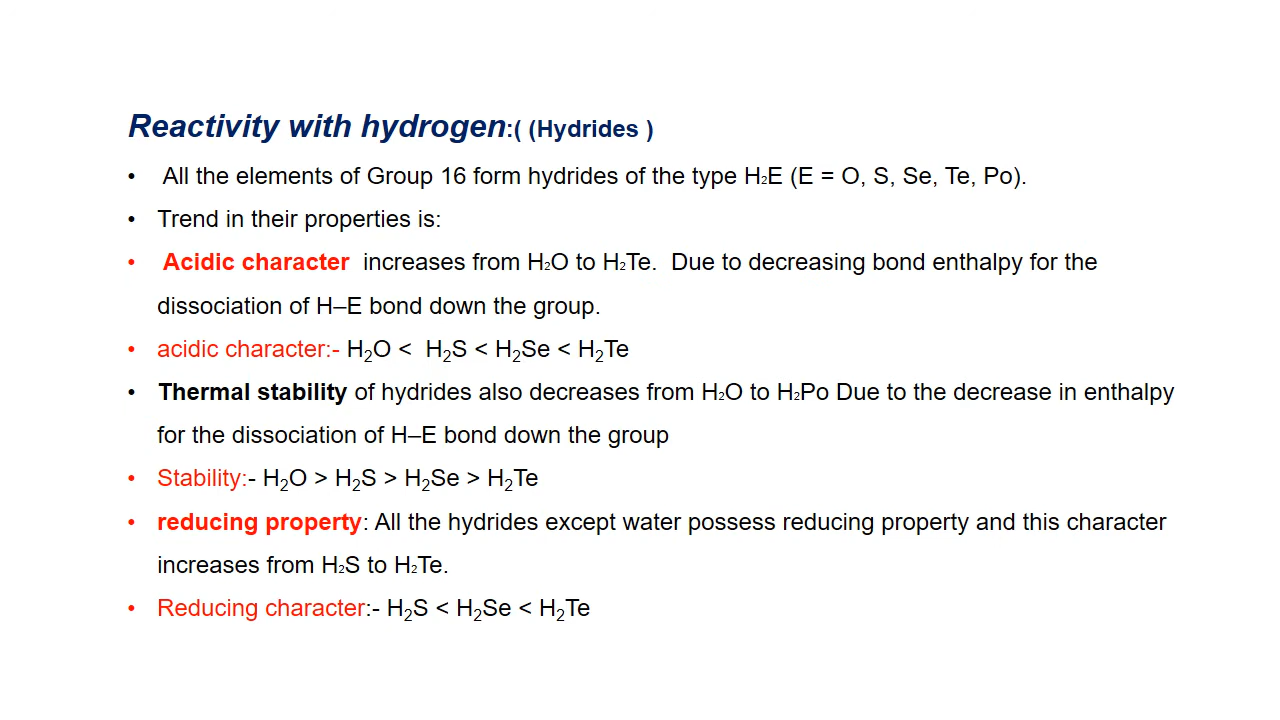 Reactivity with hydrogen:( (Hydrides )
• All the elements of Group 16 form hydrides of the type H₂E (E = O, S, Se, Te, Po).
• Trend in their properties is:
• Acidic character increases from H₂O to H₂Te. Due to decreasing bond enthalpy for the
dissociation of H–E bond down the group.
• acidic character:- H₂O < H₂S < H₂Se < H₂Te
• Thermal stability of hydrides also decreases from H₂O to H₂Po Due to the decrease in enthalpy
for the dissociation of H–E bond down the group
• Stability:- H₂O > H₂S > H₂Se > H₂Te
• reducing property: All the hydrides except water possess reducing property and this character
increases from H₂S to H₂Te.
• Reducing character:- H₂S < H₂Se < H₂Te